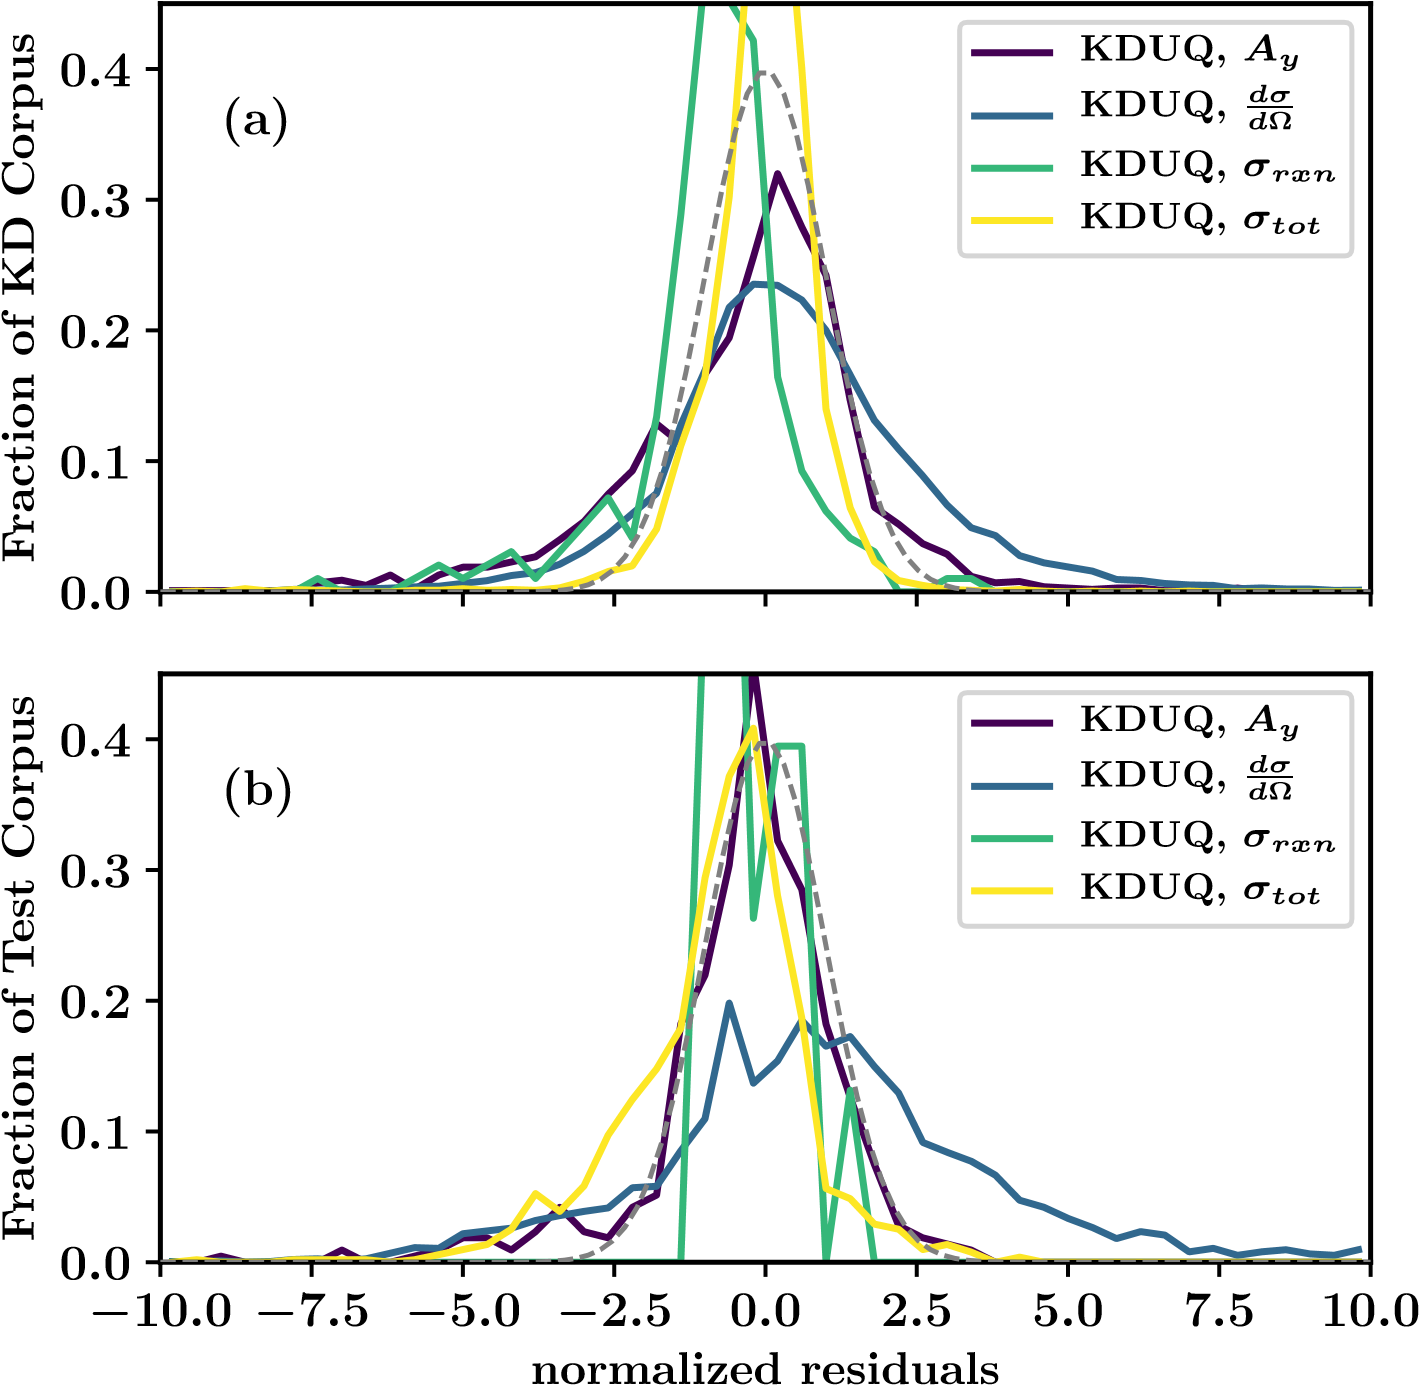 Fraction of KD Corpus
0.4
0.3
0.2
0.1
0.0
(a)
KDUQ, A_y
KDUQ, dσ/dΩ
KDUQ, σ_rxn
KDUQ, σ_tot
Fraction of Test Corpus
0.4
0.3
0.2
0.1
0.0
(b)
KDUQ, A_y
KDUQ, dσ/dΩ
KDUQ, σ_rxn
KDUQ, σ_tot
−10.0 −7.5 −5.0 −2.5 0.0 2.5 5.0 7.5 10.0
normalized residuals